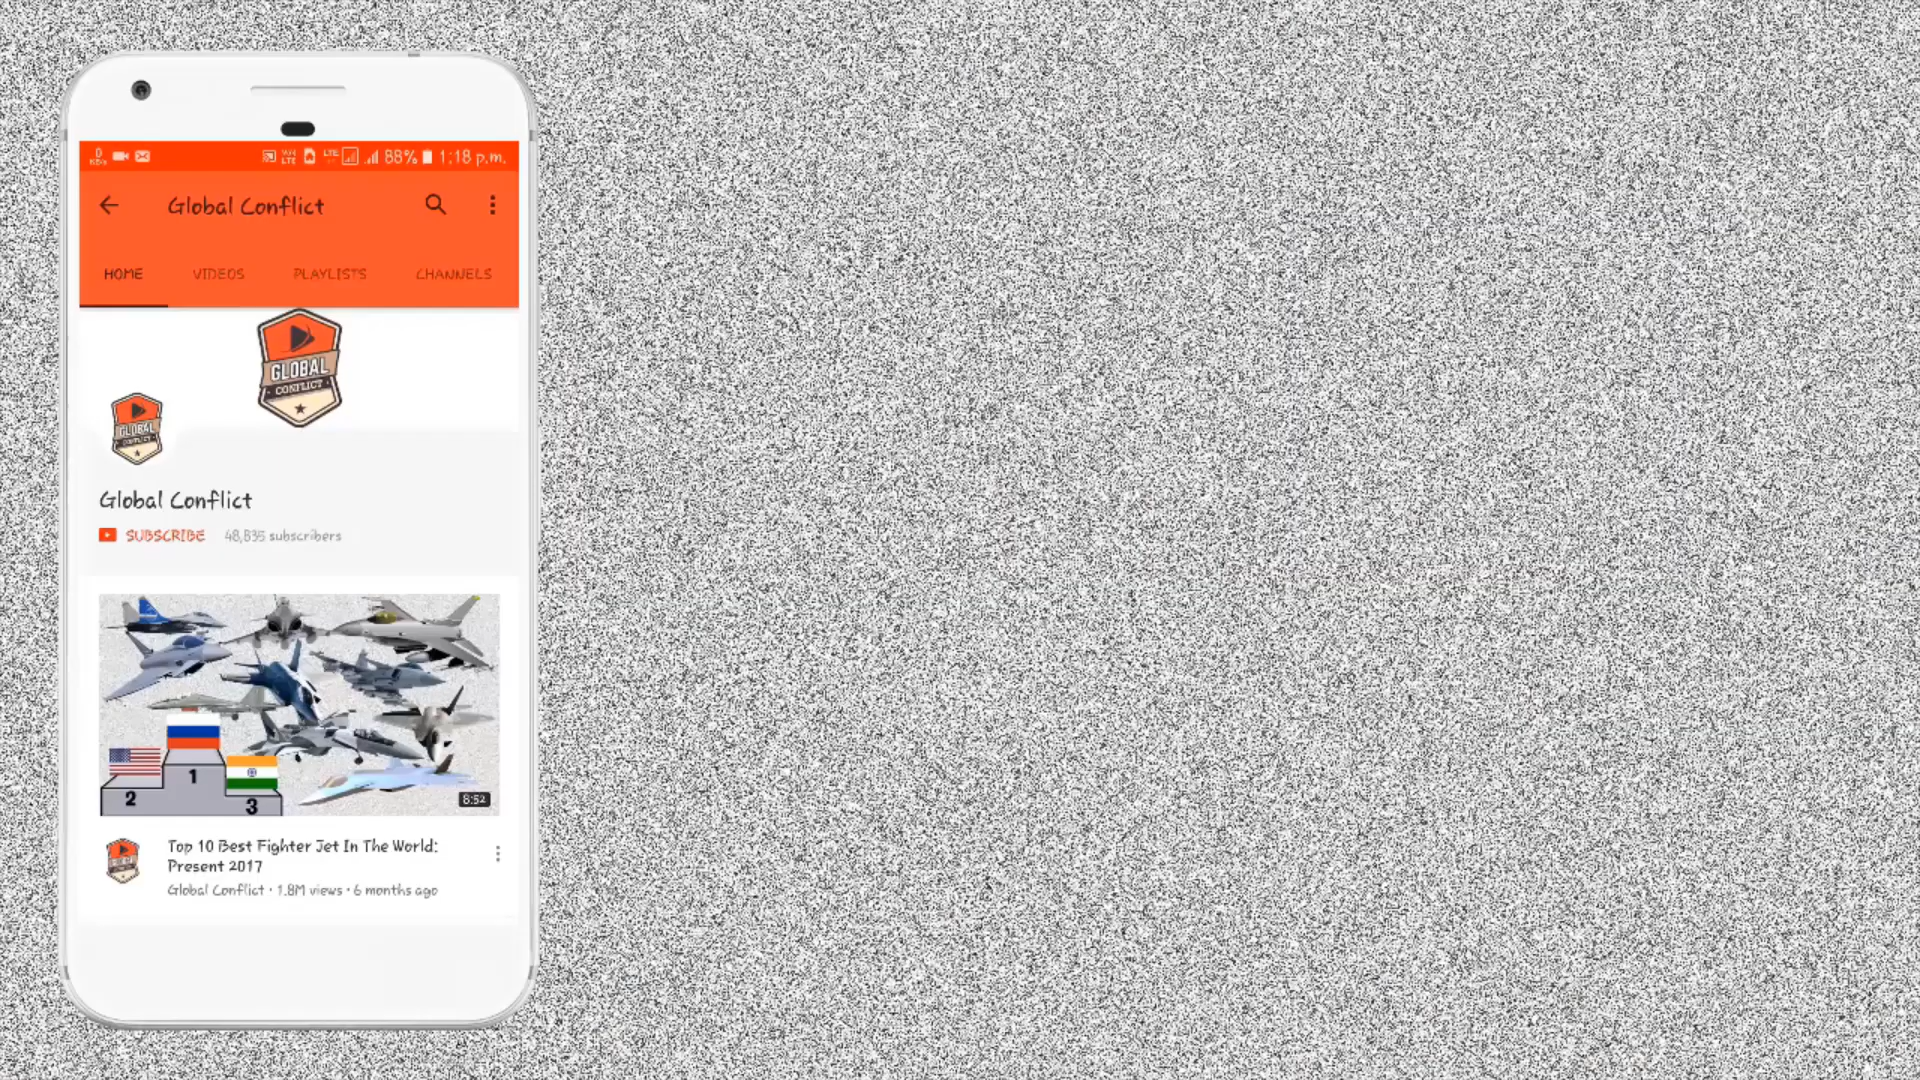 88% 1:18 p.m.
Global Conflict
HOME VIDEOS PLAYLISTS CHANNELS
GLOBAL
CONFLICT
GLOBAL
CONFLICT
Global Conflict
SUBSCRIBE 48,835 subscribers
1
2
3
8:52
Top 10 Best Fighter Jet In The World:
Present 2017
Global Conflict • 1.8M views • 6 months ago